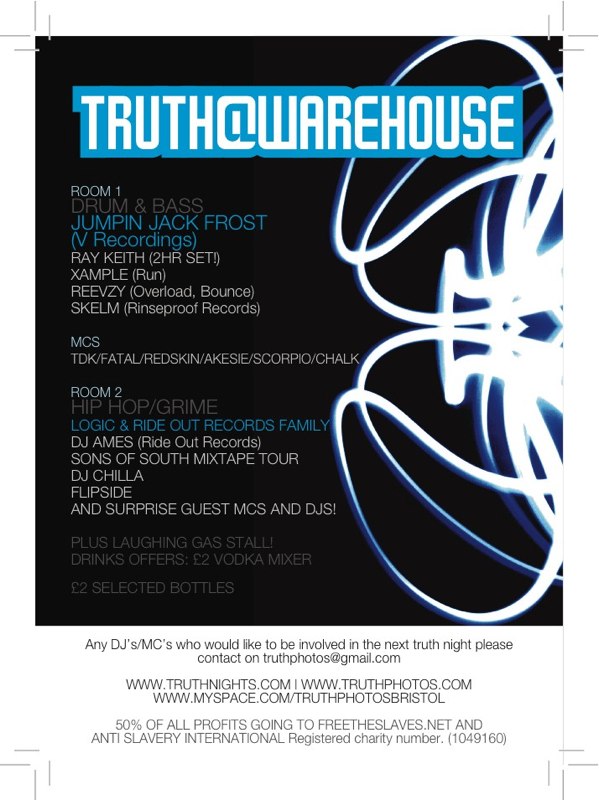 TRUTH@WAREHOUSE
ROOM 1
DRUM & BASS
JUMPIN JACK FROST
(V Recordings)
RAY KEITH (2HR SET!)
XAMPLE (Run)
REEVZY (Overload, Bounce)
SKELM (Rinseproof Records)
MCS
TDK/FATAL/REDSKIN/AKESIE/SCORPIO/CHALK
ROOM 2
HIP HOP/GRIME
LOGIC & RIDE OUT RECORDS FAMILY
DJ AMES (Ride Out Records)
SONS OF SOUTH MIXTAPE TOUR
DJ CHILLA
FLIPSIDE
AND SURPRISE GUEST MCS AND DJS!
PLUS LAUGHING GAS STALL!
DRINKS OFFERS: £2 VODKA MIXER
£2 SELECTED BOTTLES
Any DJ's/MC's who would like to be involved in the next truth night please
contact on truthphotos@gmail.com
WWW.TRUTHNIGHTS.COM I WWW.TRUTHPHOTOS.COM
WWW.MYSPACE.COM/TRUTHPHOTOSBRISTOL
50% OF ALL PROFITS GOING TO FREETHESLAVES.NET AND
ANTI SLAVERY INTERNATIONAL Registered charity number. (1049160)